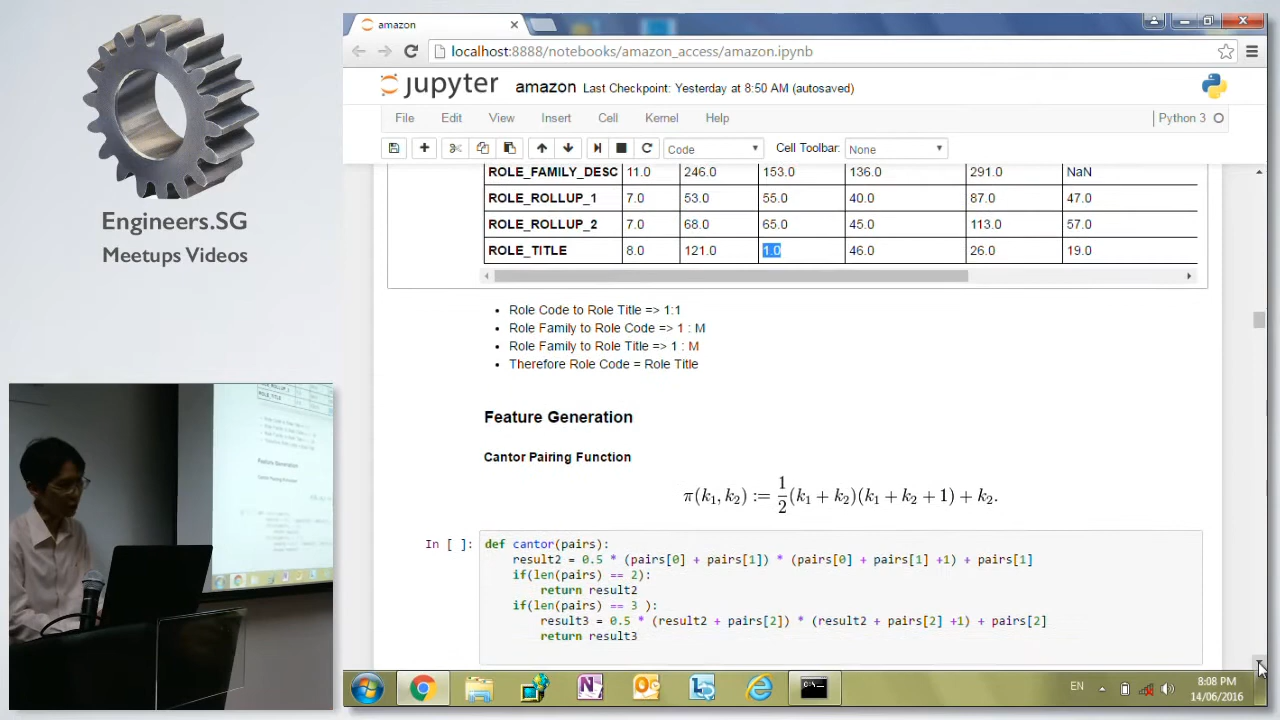 Engineers.SG
Meetups Videos
amazon
localhost:8888/notebooks/amazon_access/amazon.ipynb
jupyter amazon Last Checkpoint: Yesterday at 8:50 AM (autosaved)
File Edit View Insert Cell Kernel Help Python 3
Code Cell Toolbar: None
ROLE_FAMILY_DESC 11.0 246.0 153.0 136.0 291.0 NaN
ROLE_ROLLUP_1 7.0 53.0 55.0 40.0 87.0 47.0
ROLE_ROLLUP_2 7.0 68.0 65.0 45.0 113.0 57.0
ROLE_TITLE 8.0 121.0 1.0 46.0 26.0 19.0
• Role Code to Role Title => 1:1
• Role Family to Role Code => 1 : M
• Role Family to Role Title => 1 : M
• Therefore Role Code = Role Title
Feature Generation
Cantor Pairing Function
π(k₁, k₂) := 1/2(k₁ + k₂)(k₁ + k₂ + 1) + k₂.
In [ ]: def cantor(pairs):
result2 = 0.5 * (pairs[0] + pairs[1]) * (pairs[0] + pairs[1] +1) + pairs[1]
if(len(pairs) == 2):
return result2
if(len(pairs) == 3 ):
result3 = 0.5 * (result2 + pairs[2]) * (result2 + pairs[2] +1) + pairs[2]
return result3
EN
8:08 PM
14/06/2016
Feature Generation